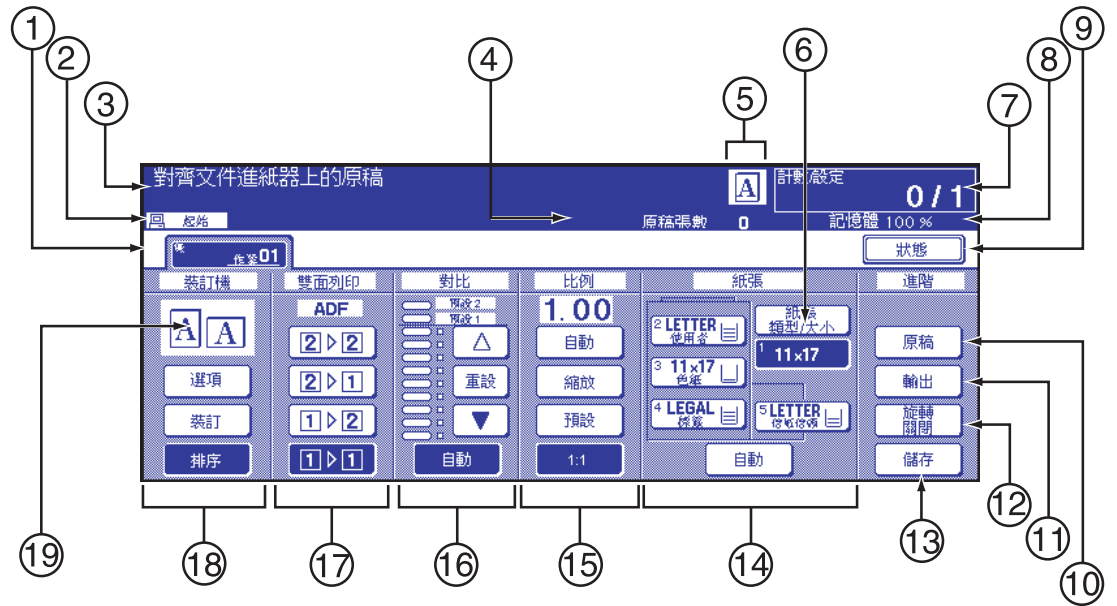 1
2
3
4
5
6
7
8
9
對齊文件進紙器上的原稿
A
計數/設定
0 / 1
起始
原稿張數 0
記憶體 100 %
作業01
狀態
裝訂機
雙面列印
對比
比例
紙張
進階
A A
ADF
預設 2
預設 1
1.00
紙張
類型/大小
2 LETTER
使用者
1 11x17
2 ▷ 2
△
自動
原稿
3 11x17
色紙
選項
2 ▷ 1
重設
縮放
輸出
4 LEGAL
標籤
5 LETTER
裝訂
1 ▷ 2
▼
預設
旋轉
關閉
排序
1 ▷ 1
自動
1:1
自動
儲存
19
18
17
16
15
14
13
12
11
10